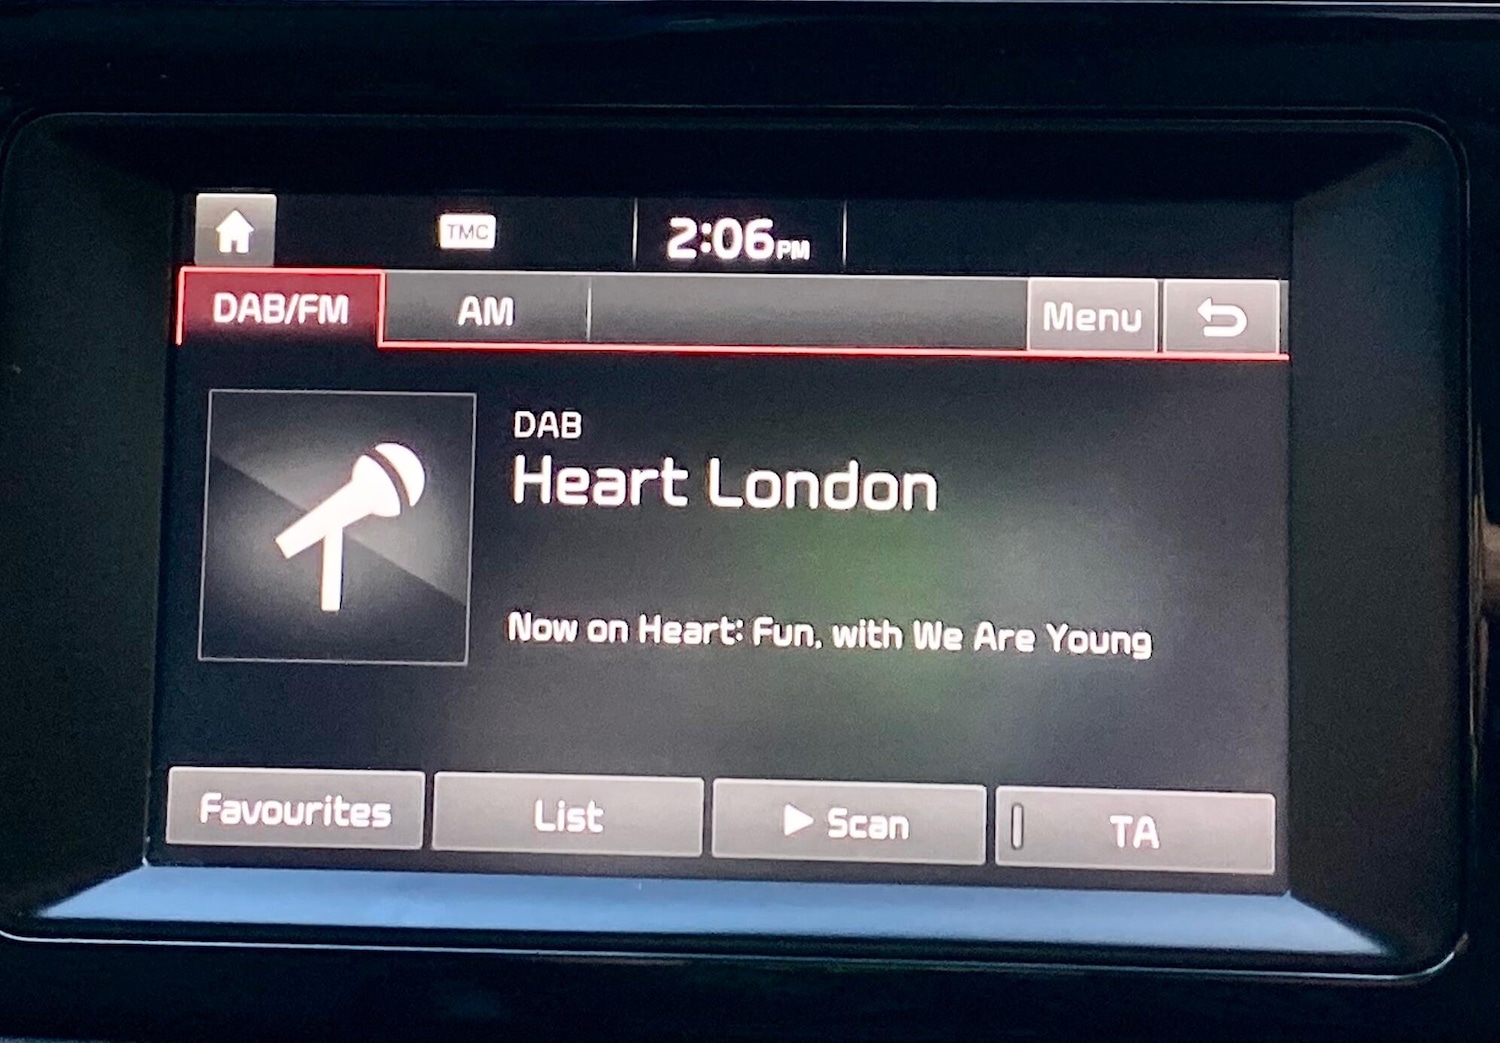 TMC
2:06PM
DAB/FM
AM
Menu
DAB
Heart London
Now on Heart: Fun. with We Are Young
Favourites
List
Scan
TA